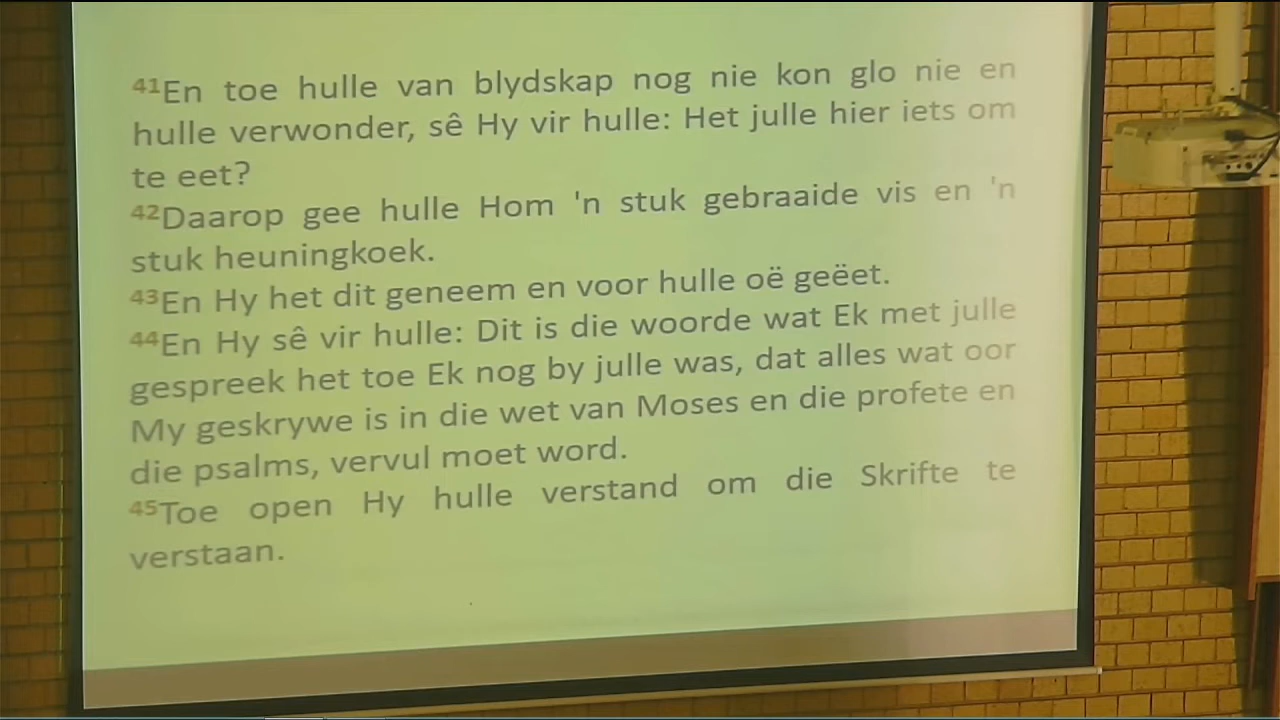 41En toe hulle van blydskap nog nie kon glo nie en
hulle verwonder, sê Hy vir hulle: Het julle hier iets om
te eet?
42Daarop gee hulle Hom 'n stuk gebraaide vis en 'n
stuk heuningkoek.
43En Hy het dit geneem en voor hulle oë geëet.
44En Hy sê vir hulle: Dit is die woorde wat Ek met julle
gespreek het toe Ek nog by julle was, dat alles wat oor
My geskrywe is in die wet van Moses en die profete en
die psalms, vervul moet word.
45Toe open Hy hulle verstand om die Skrifte te
verstaan.